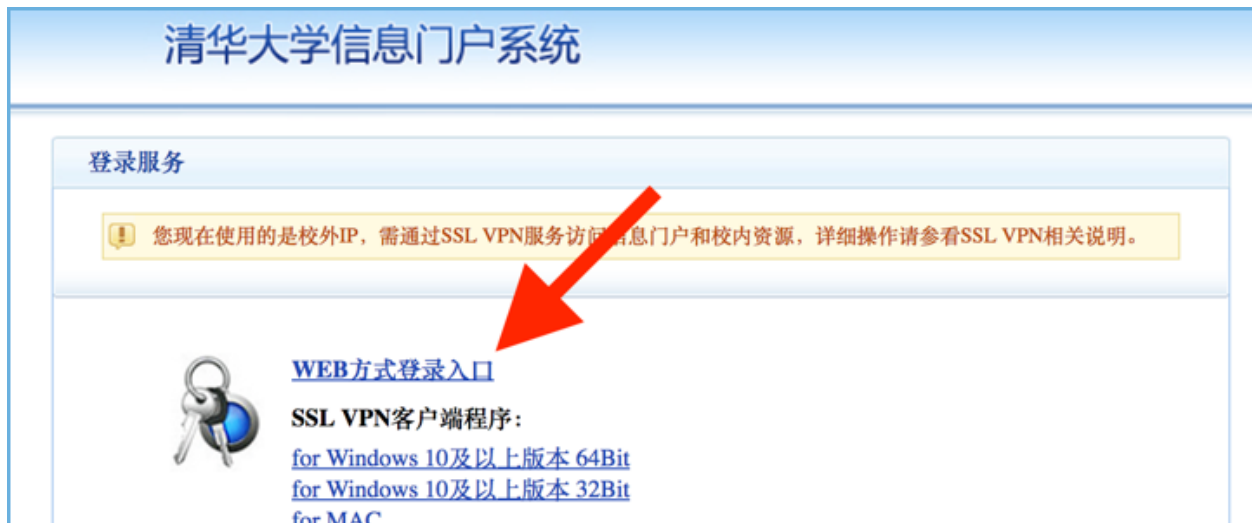 清华大学信息门户系统
登录服务
您现在使用的是校外IP，需通过SSL VPN服务访问信息门户和校内资源，详细操作请参看SSL VPN相关说明。
WEB方式登录入口
SSL VPN客户端程序：
for Windows 10及以上版本 64Bit
for Windows 10及以上版本 32Bit
for MAC